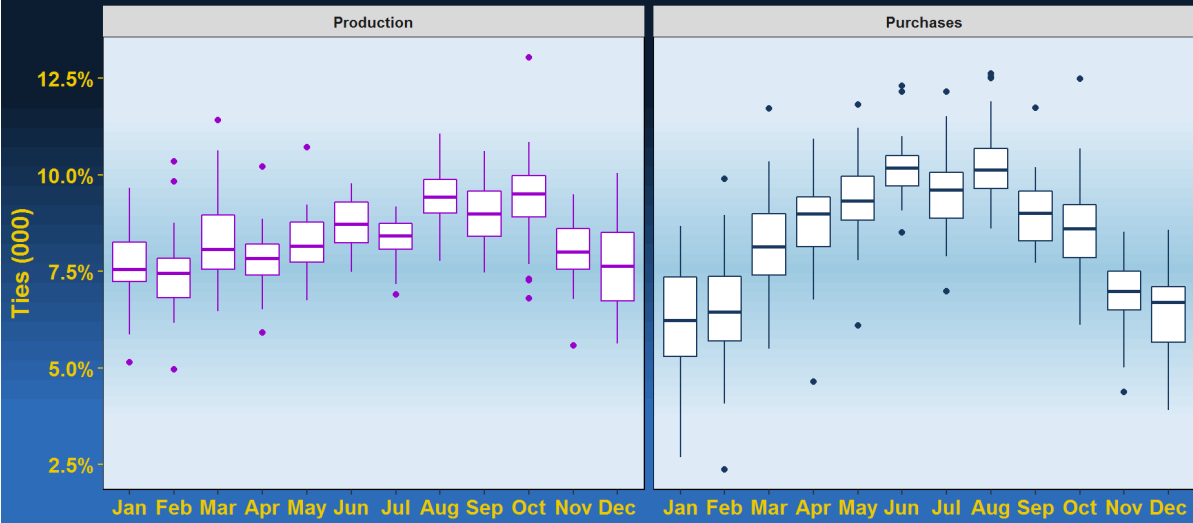 Production
Purchases
Ties (000)
12.5%
10.0%
7.5%
5.0%
2.5%
Jan Feb Mar Apr May Jun Jul Aug Sep Oct Nov Dec
Jan Feb Mar Apr May Jun Jul Aug Sep Oct Nov Dec